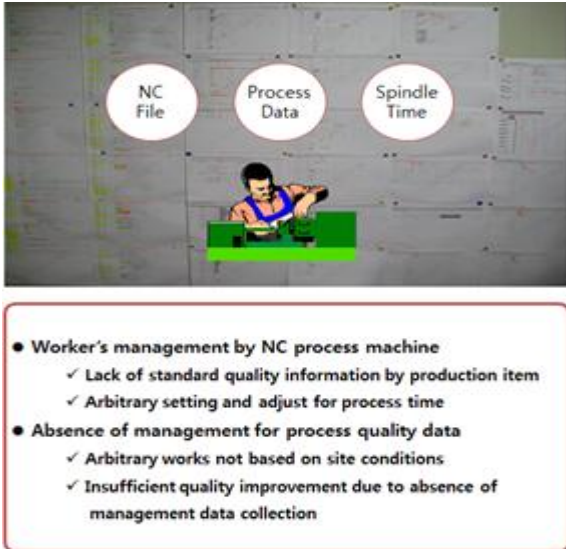 NC
File
Process
Data
Spindle
Time
● Worker's management by NC process machine
✓ Lack of standard quality information by production item
✓ Arbitrary setting and adjust for process time
● Absence of management for process quality data
✓ Arbitrary works not based on site conditions
✓ Insufficient quality improvement due to absence of
management data collection